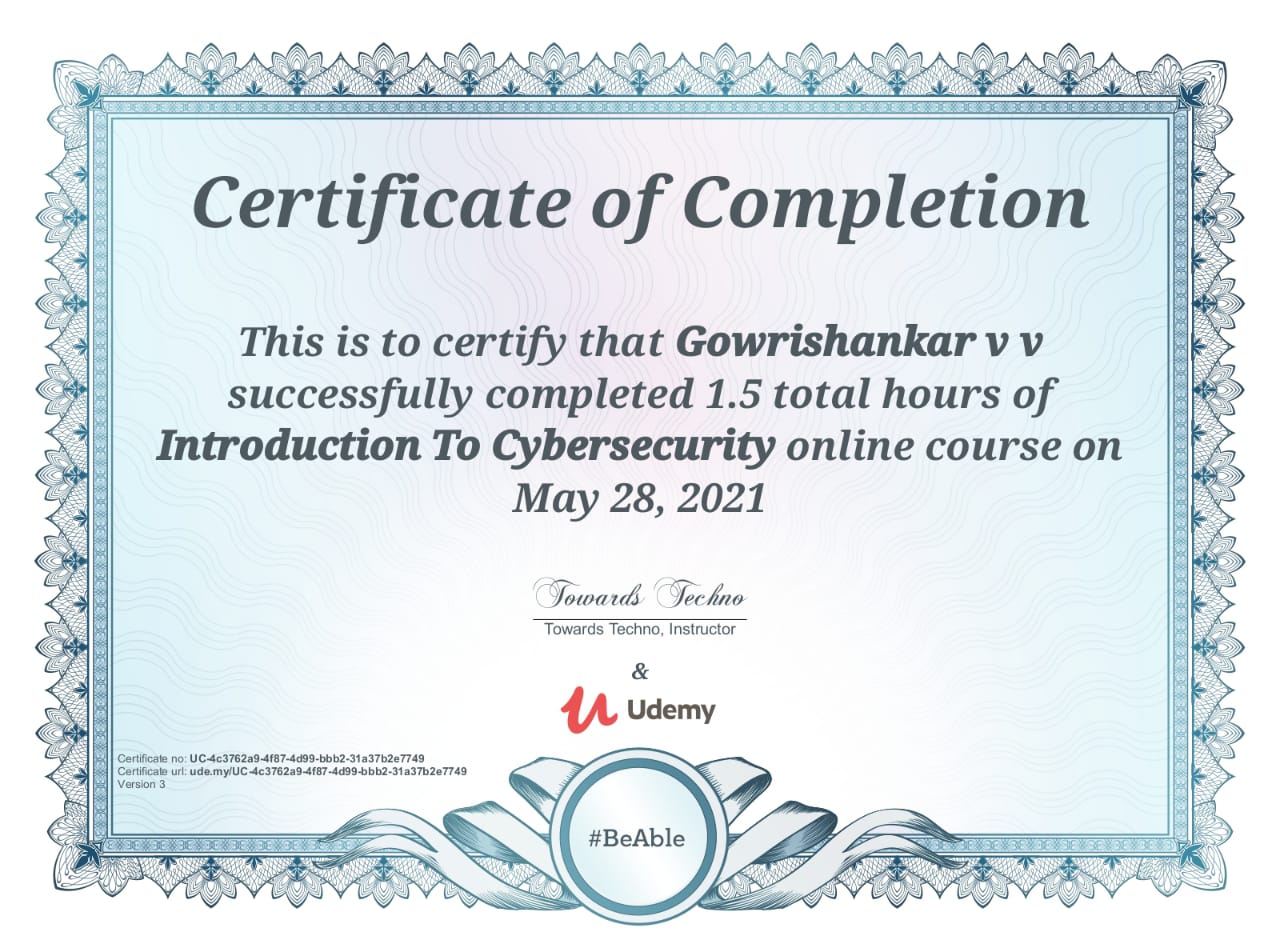 Certificate of Completion
This is to certify that Gowrishankar v v
successfully completed 1.5 total hours of
Introduction To Cybersecurity online course on
May 28, 2021
Towards Techno
Towards Techno, Instructor
&
Udemy
Certificate no: UC-4c3762a9-4f87-4d99-bbb2-31a37b2e7749
Certificate url: ude.my/UC-4c3762a9-4f87-4d99-bbb2-31a37b2e7749
Version 3
#BeAble